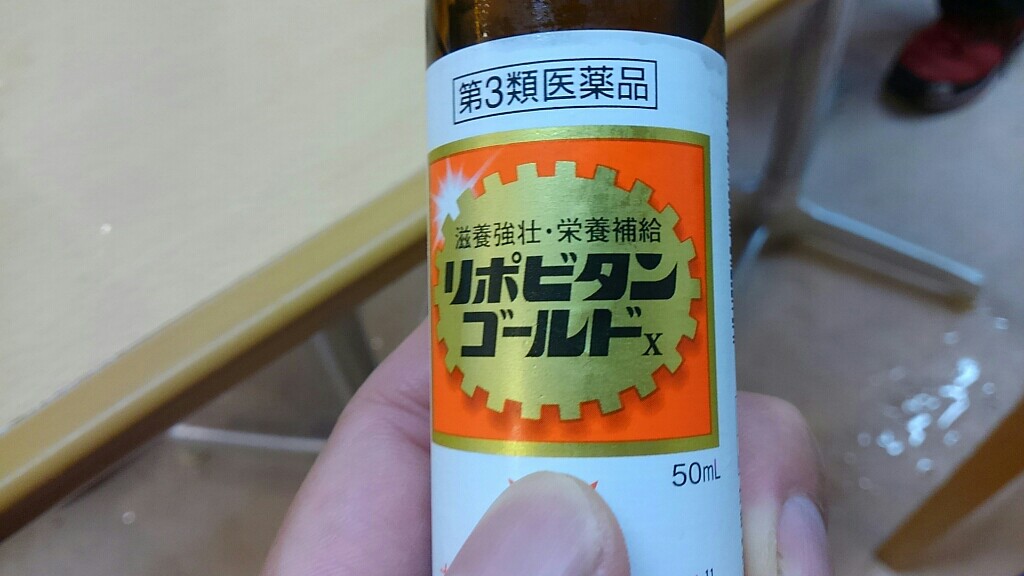 第3類医薬品
滋養強壮・栄養補給
リポビタン
ゴールドX
50mL